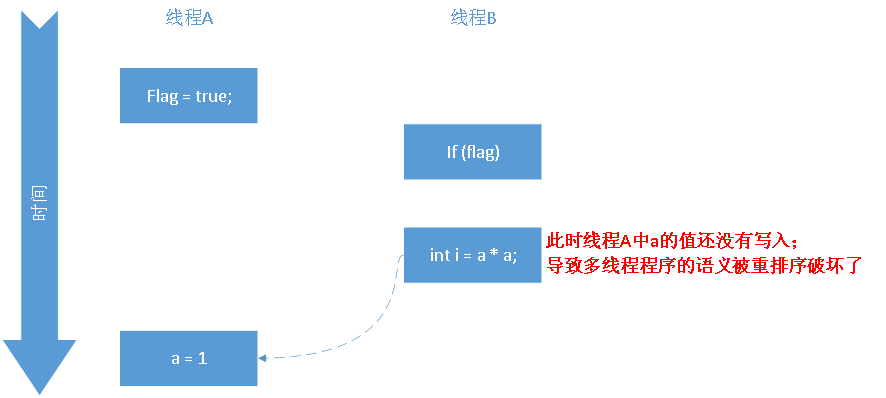 线程A
线程B
Flag = true;
If (flag)
时间
int i = a * a;
此时线程A中a的值还没有写入；
导致多线程程序的语义被重排序破坏了
a = 1